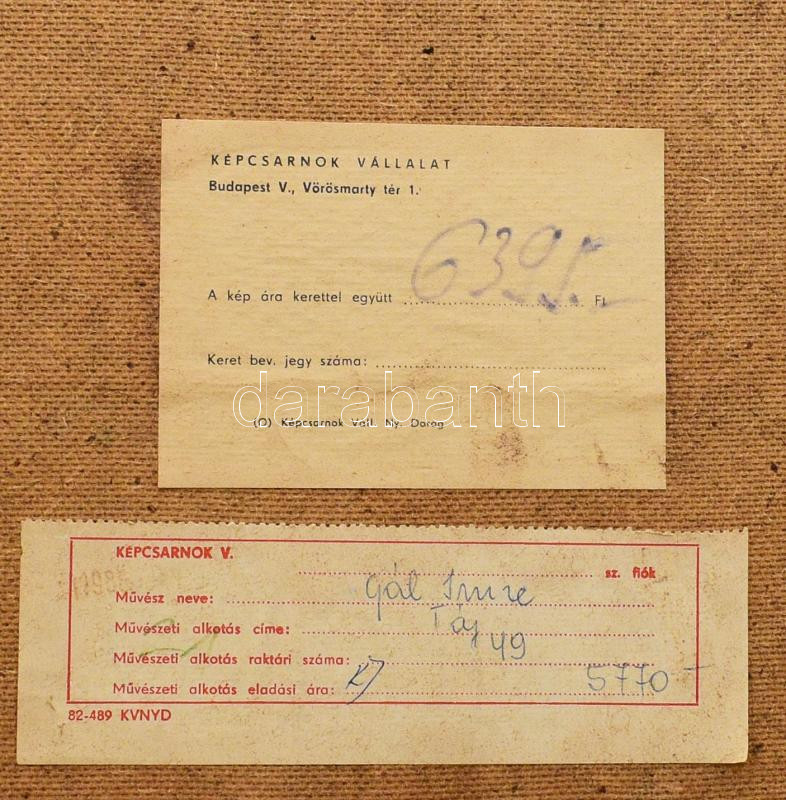 KÉPCSARNOK VÁLLALAT
Budapest V., Vörösmarty tér 1.
A kép ára kerettel együtt 6395. Ft
Keret bev. jegy száma:
darabanth
(D) Képcsarnok Váll. Ny. Dorog
KÉPCSARNOK V.
sz. fiók
Művész neve: Gál Imre
Művészeti alkotás címe: Táj
Művészeti alkotás raktári száma: 49
Művészeti alkotás eladási ára: 5770-
82-489 KVNYD